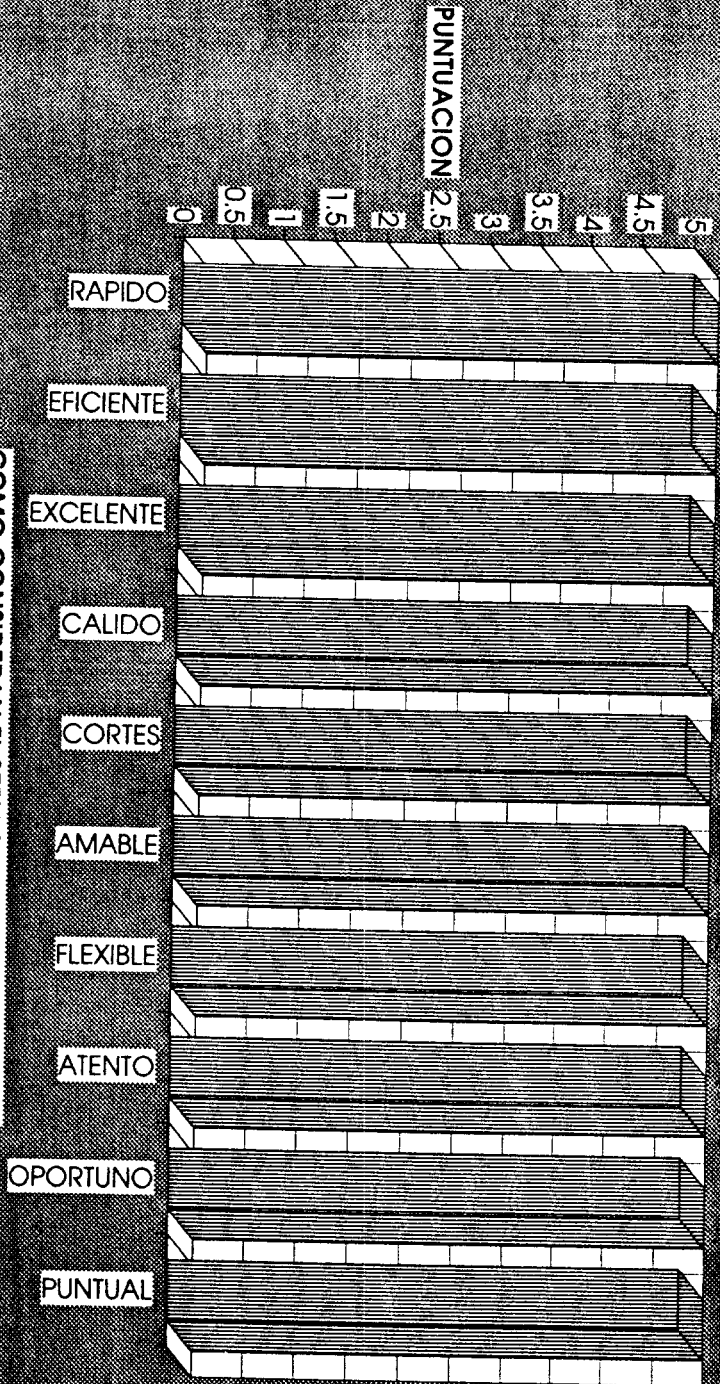 PUNTUACION
5
4.5
4
3.5
3
2.5
2
1.5
1
0.5
0
RAPIDO
EFICIENTE
EXCELENTE
CALIDO
CORTES
AMABLE
FLEXIBLE
ATENTO
OPORTUNO
PUNTUAL